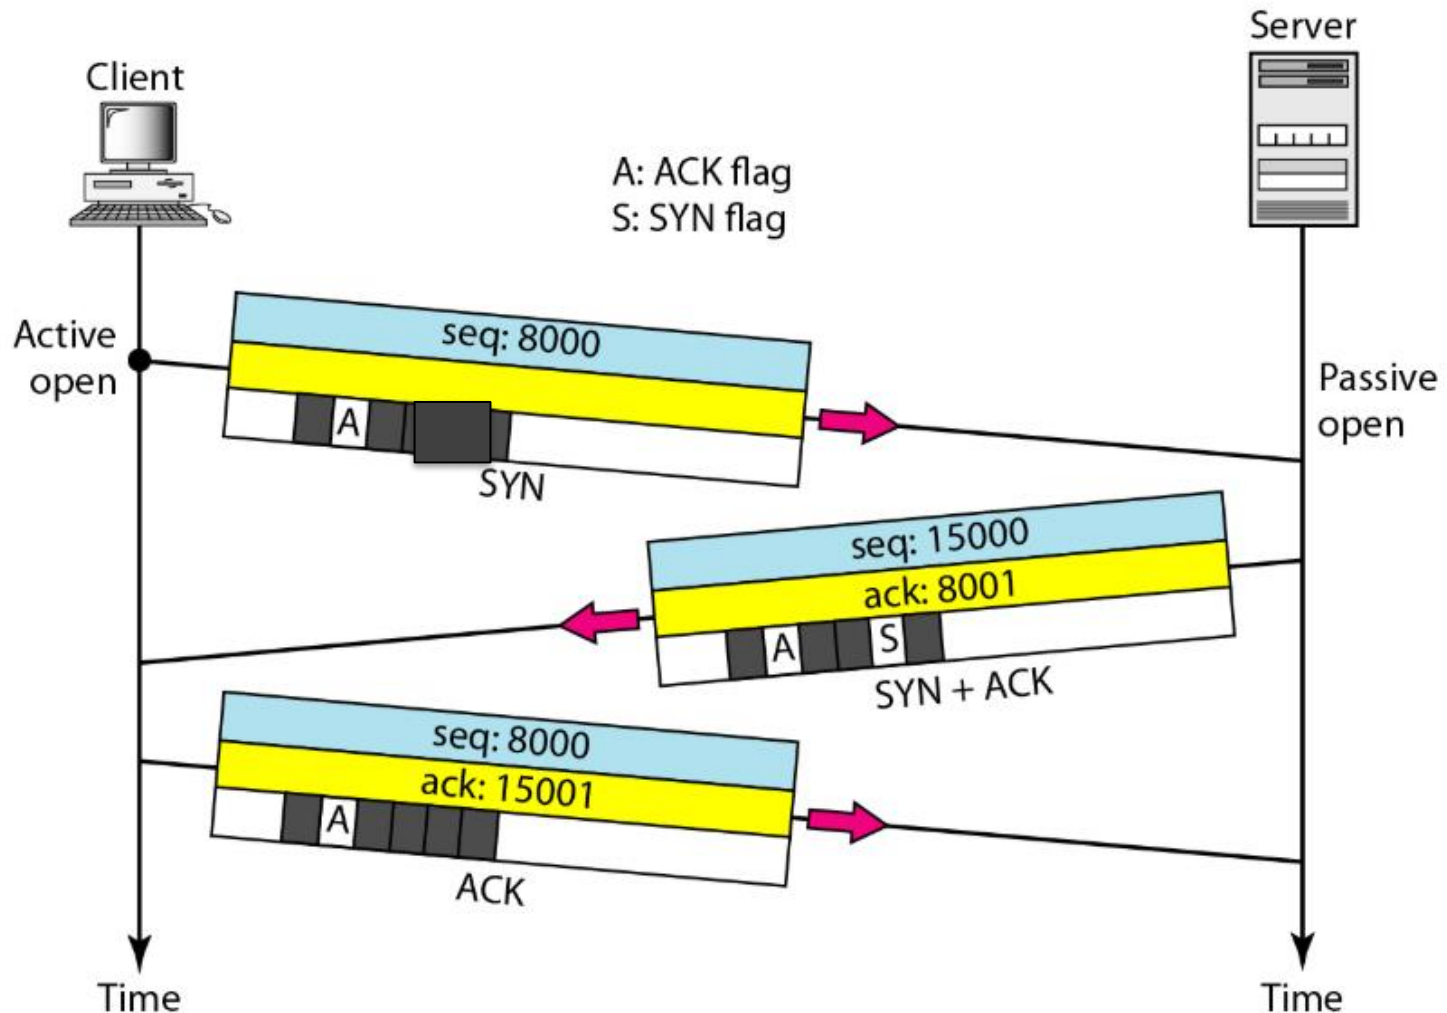 Client
Server
A: ACK flag
S: SYN flag
Active
open
Passive
open
seq: 8000
A
SYN
seq: 15000
ack: 8001
A S
SYN + ACK
seq: 8000
ack: 15001
A
ACK
Time
Time